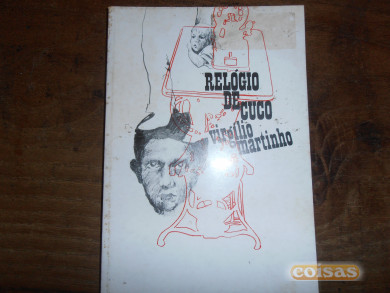 RELÓGIO
DE
CUCO
virgílio
martinho
coisas